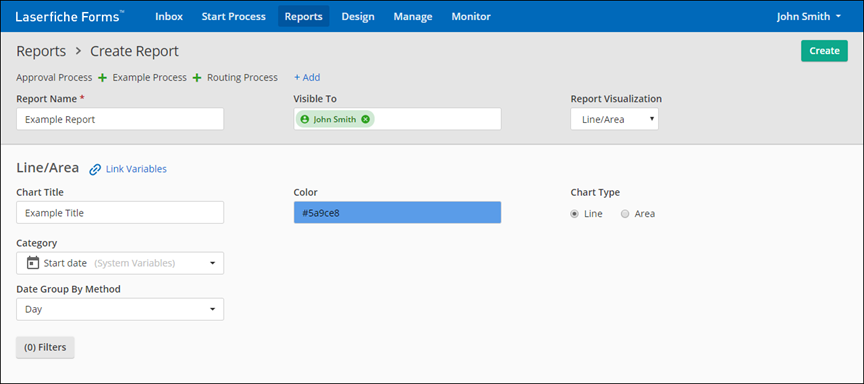 Laserfiche Forms™ Inbox Start Process Reports Design Manage Monitor John Smith
Reports > Create Report Create
Approval Process + Example Process + Routing Process + Add
Report Name * Visible To Report Visualization
Example Report John Smith Line/Area
Line/Area Link Variables
Chart Title Color Chart Type
Example Title #5a9ce8 Line Area
Category
Start date (System Variables)
Date Group By Method
Day
(0) Filters